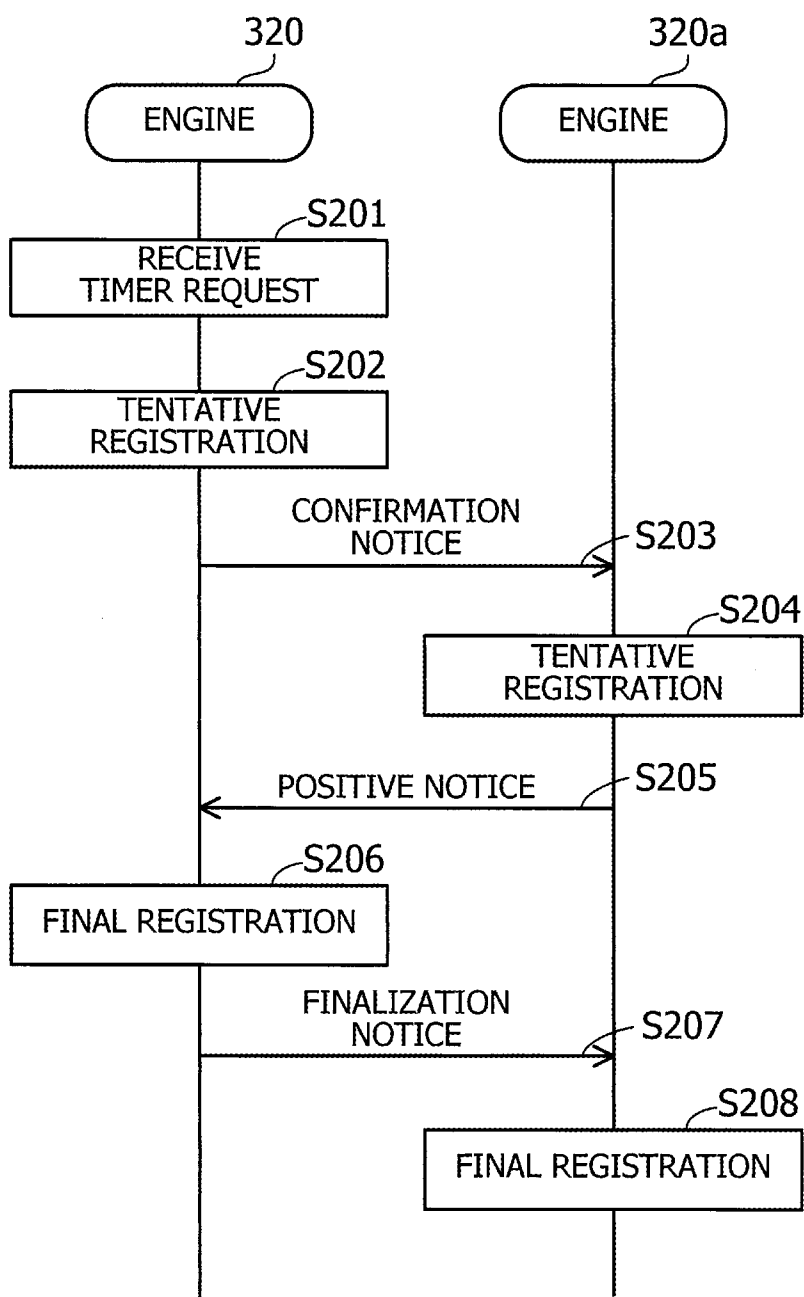 320
320a
ENGINE
ENGINE
S201
RECEIVE
TIMER REQUEST
S202
TENTATIVE
REGISTRATION
CONFIRMATION
NOTICE
S203
S204
TENTATIVE
REGISTRATION
POSITIVE NOTICE
S205
S206
FINAL REGISTRATION
FINALIZATION
NOTICE
S207
S208
FINAL REGISTRATION